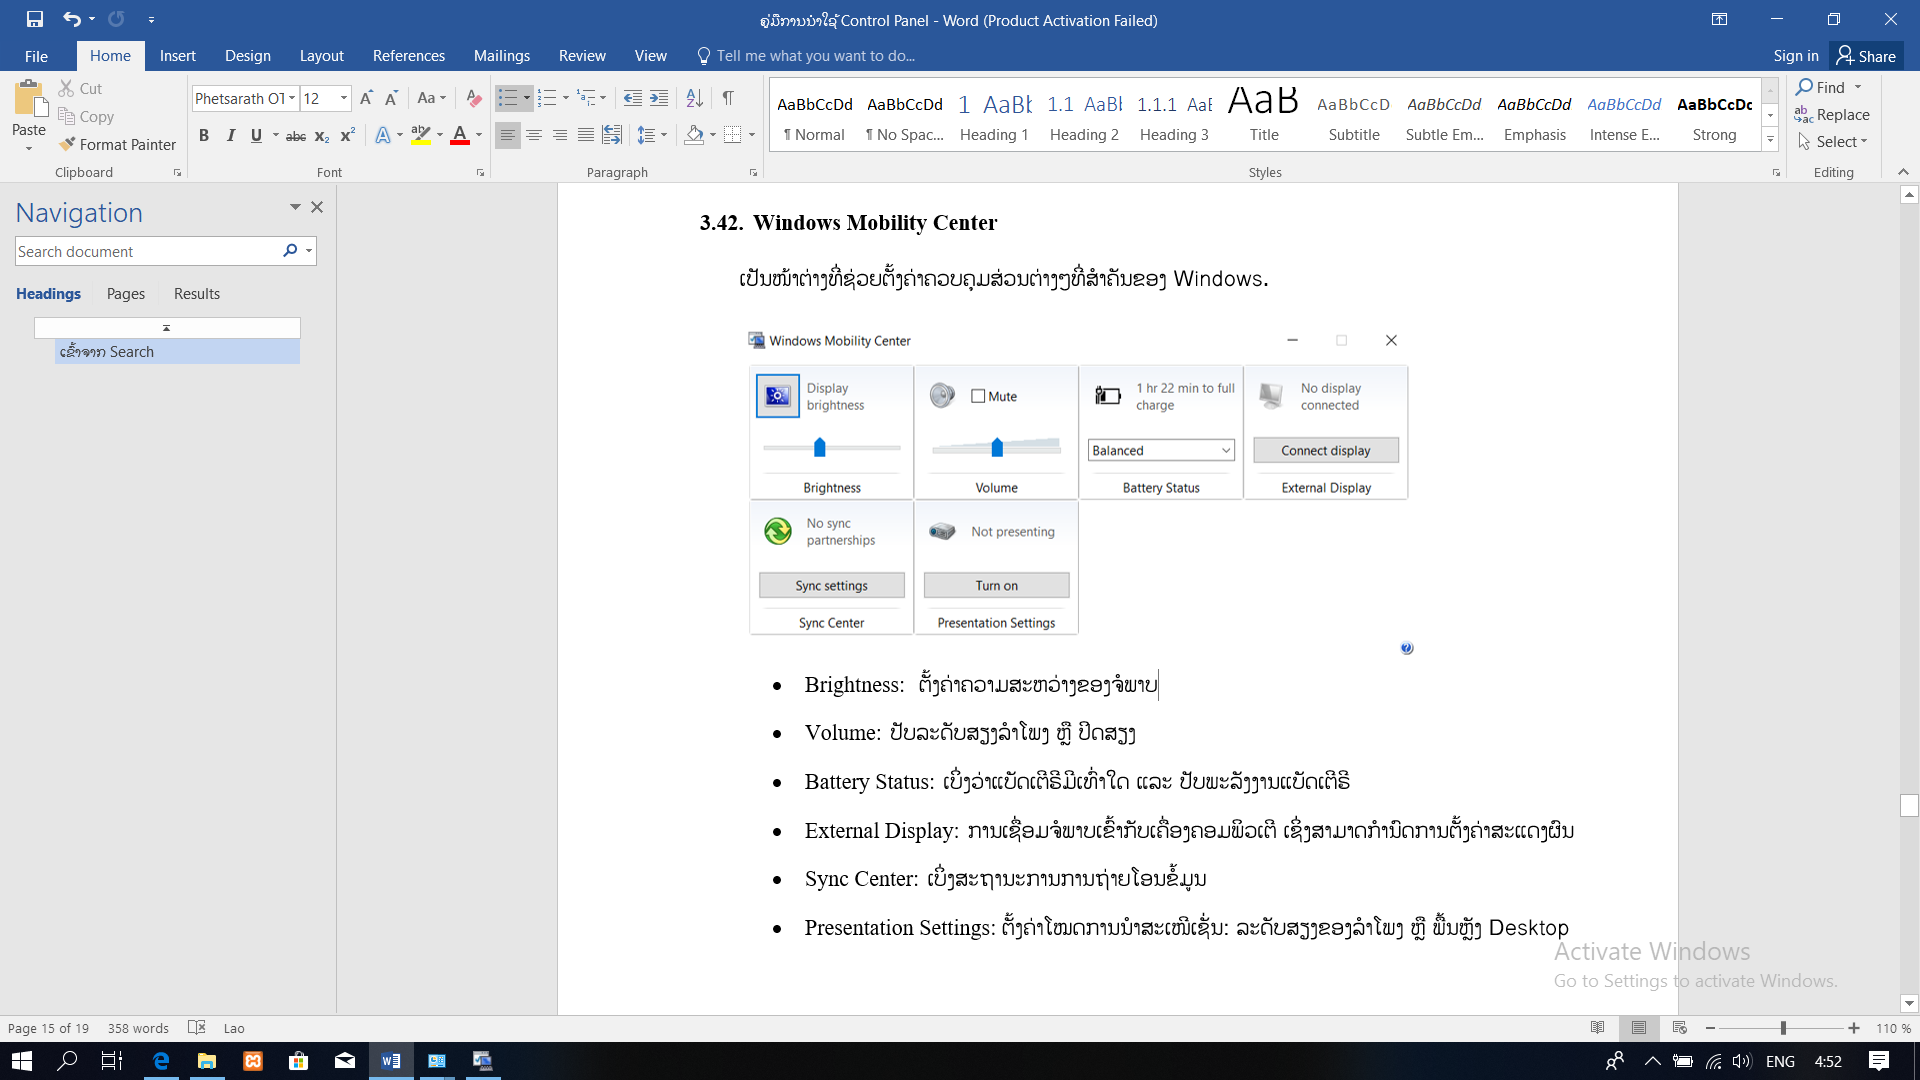 ຄູ່ມືການນຳໃຊ້ Control Panel - Word (Product Activation Failed)
File Home Insert Design Layout References Mailings Review View Tell me what you want to do... Sign in Share
Paste Cut
Copy
Format Painter
Clipboard
Phetsarath OT 12
Font
Paragraph
AaBbCcDd AaBbCcDd 1 AaBb 1.1 AaBl 1.1.1 AaE AaB AaBbCcD AaBbCcDd AaBbCcDd AaBbCcDd AaBbCcDc
¶ Normal ¶ No Spac... Heading 1 Heading 2 Heading 3 Title Subtitle Subtle Em... Emphasis Intense E... Strong
Styles
Find
Replace
Select
Editing
Navigation
Search document
Headings Pages Results
ເຂົ້າຈາກ Search
3.42. Windows Mobility Center
ເປັນໜ້າຕ່າງທີ່ຊ່ວຍຕັ້ງຄ່າຄວບຄຸມສ່ວນຕ່າງໆທີ່ສຳຄັນຂອງ Windows.
Windows Mobility Center
Display brightness
Brightness
Mute
Volume
1 hr 22 min to full charge
Balanced
Battery Status
No display connected
Connect display
External Display
No sync partnerships
Sync settings
Sync Center
Not presenting
Turn on
Presentation Settings
• Brightness: ຕັ້ງຄ່າຄວາມສະຫວ່າງຂອງຈໍພາບ
• Volume: ປັບລະດັບສຽງລຳໂພງ ຫຼື ປິດສຽງ
• Battery Status: ເບິ່ງວ່າແບັດເຕີຣີມີເທົ່າໃດ ແລະ ປັບພະລັງງານແບັດເຕີຣີ
• External Display: ການເຊື່ອມຈໍພາບເຂົ້າກັບເຄື່ອງຄອມພິວເຕີ ເຊິ່ງສາມາດກຳນົດການຕັ້ງຄ່າສະແດງຜົນ
• Sync Center: ເບິ່ງສະຖານະການການຖ່າຍໂອນຂໍ້ມູນ
• Presentation Settings: ຕັ້ງຄ່າໂໝດການນຳສະເໜີເຊັ່ນ: ລະດັບສຽງຂອງລຳໂພງ ຫຼື ພື້ນຫຼັງ Desktop
Activate Windows
Go to Settings to activate Windows.
Page 15 of 19 358 words Lao 110 %
ENG 4:52